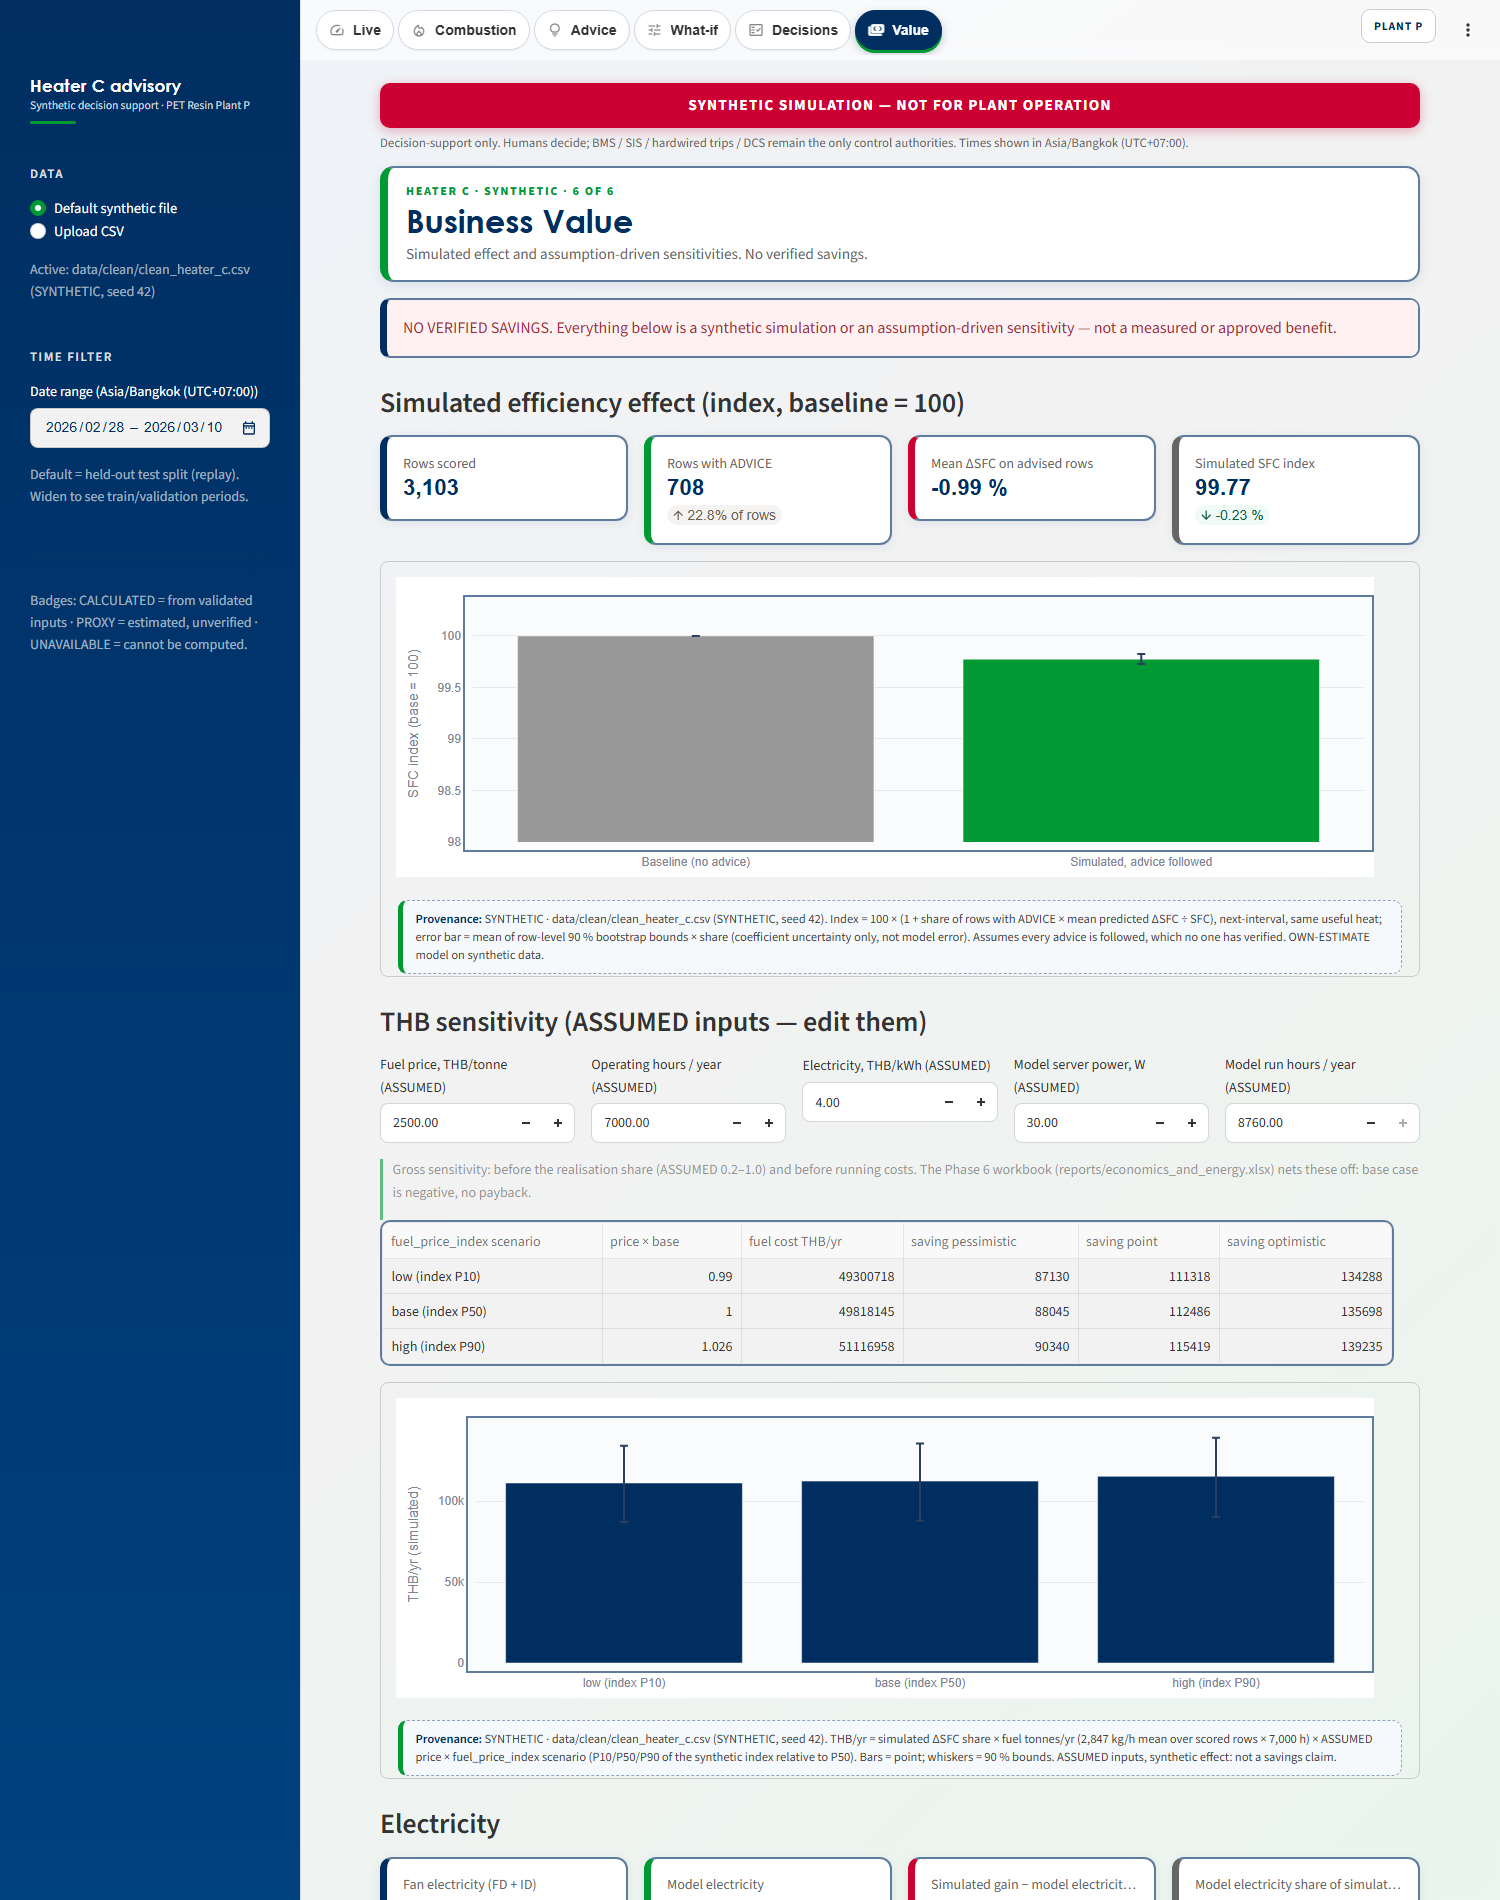 Live
Combustion
Advice
What-if
Decisions
Value
PLANT P
Heater C advisory
Synthetic decision support · PET Resin Plant P
DATA
Default synthetic file
Upload CSV
Active: data/clean/clean_heater_c.csv
(SYNTHETIC, seed 42)
TIME FILTER
Date range (Asia/Bangkok (UTC+07:00))
2026/02/28 – 2026/03/10
Default = held-out test split (replay).
Widen to see train/validation periods.
Badges: CALCULATED = from validated
inputs · PROXY = estimated, unverified ·
UNAVAILABLE = cannot be computed.
SYNTHETIC SIMULATION — NOT FOR PLANT OPERATION
Decision-support only. Humans decide; BMS / SIS / hardwired trips / DCS remain the only control authorities. Times shown in Asia/Bangkok (UTC+07:00).
HEATER C · SYNTHETIC · 6 OF 6
Business Value
Simulated effect and assumption-driven sensitivities. No verified savings.
NO VERIFIED SAVINGS. Everything below is a synthetic simulation or an assumption-driven sensitivity — not a measured or approved benefit.
Simulated efficiency effect (index, baseline = 100)
Rows scored
3,103
Rows with ADVICE
708
↑ 22.8% of rows
Mean ΔSFC on advised rows
-0.99 %
Simulated SFC index
99.77
↓ -0.23 %
SFC index (base = 100)
100
99.5
99
98.5
98
Baseline (no advice)
Simulated, advice followed
Provenance: SYNTHETIC · data/clean/clean_heater_c.csv (SYNTHETIC, seed 42). Index = 100 × (1 + share of rows with ADVICE × mean predicted ΔSFC ÷ SFC), next-interval, same useful heat;
error bar = mean of row-level 90 % bootstrap bounds × share (coefficient uncertainty only, not model error). Assumes every advice is followed, which no one has verified. OWN-ESTIMATE
model on synthetic data.
THB sensitivity (ASSUMED inputs — edit them)
Fuel price, THB/tonne
(ASSUMED)
2500.00
Operating hours / year
(ASSUMED)
7000.00
Electricity, THB/kWh (ASSUMED)
4.00
Model server power, W
(ASSUMED)
30.00
Model run hours / year
(ASSUMED)
8760.00
Gross sensitivity: before the realisation share (ASSUMED 0.2–1.0) and before running costs. The Phase 6 workbook (reports/economics_and_energy.xlsx) nets these off: base case
is negative, no payback.
fuel_price_index scenario price × base fuel cost THB/yr saving pessimistic saving point saving optimistic
low (index P10) 0.99 49300718 87130 111318 134288
base (index P50) 1 49818145 88045 112486 135698
high (index P90) 1.026 51116958 90340 115419 139235
THB/yr (simulated)
100k
50k
0
low (index P10)
base (index P50)
high (index P90)
Provenance: SYNTHETIC · data/clean/clean_heater_c.csv (SYNTHETIC, seed 42). THB/yr = simulated ΔSFC share × fuel tonnes/yr (2,847 kg/h mean over scored rows × 7,000 h) × ASSUMED
price × fuel_price_index scenario (P10/P50/P90 of the synthetic index relative to P50). Bars = point; whiskers = 90 % bounds. ASSUMED inputs, synthetic effect: not a savings claim.
Electricity
Fan electricity (FD + ID)
Model electricity
Simulated gain − model electricit…
Model electricity share of simulat…